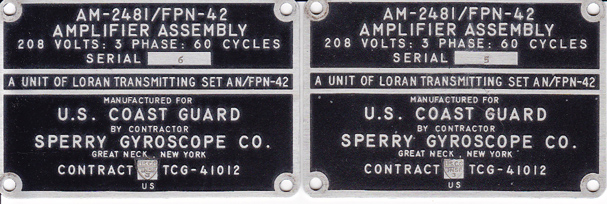 AM-2481/FPN-42
AMPLIFIER ASSEMBLY
208 VOLTS: 3 PHASE: 60 CYCLES
SERIAL 6
A UNIT OF LORAN TRANSMITTING SET AN/FPN-42
MANUFACTURED FOR
U.S. COAST GUARD
BY CONTRACTOR
SPERRY GYROSCOPE CO.
GREAT NECK, NEW YORK
CONTRACT TCG-41012
US
AM-2481/FPN-42
AMPLIFIER ASSEMBLY
208 VOLTS: 3 PHASE: 60 CYCLES
SERIAL 5
A UNIT OF LORAN TRANSMITTING SET AN/FPN-42
MANUFACTURED FOR
U.S. COAST GUARD
BY CONTRACTOR
SPERRY GYROSCOPE CO.
GREAT NECK, NEW YORK
CONTRACT TCG-41012
US